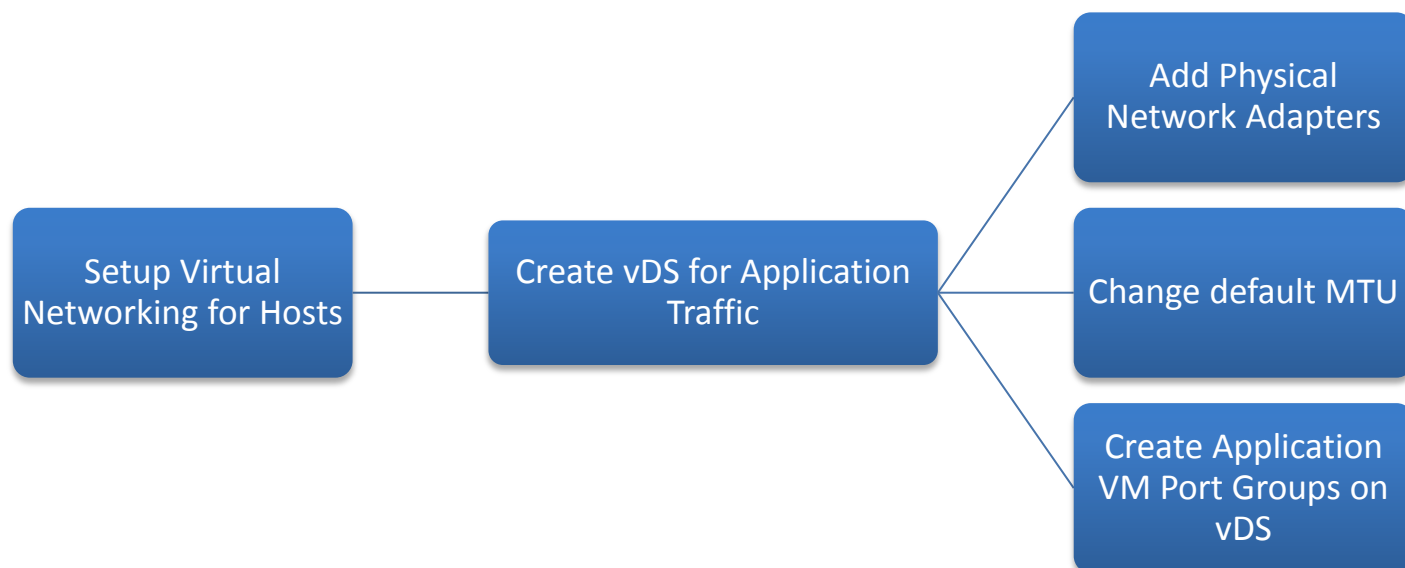 Setup Virtual
Networking for Hosts
Create vDS for Application
Traffic
Add Physical
Network Adapters
Change default MTU
Create Application
VM Port Groups on
vDS